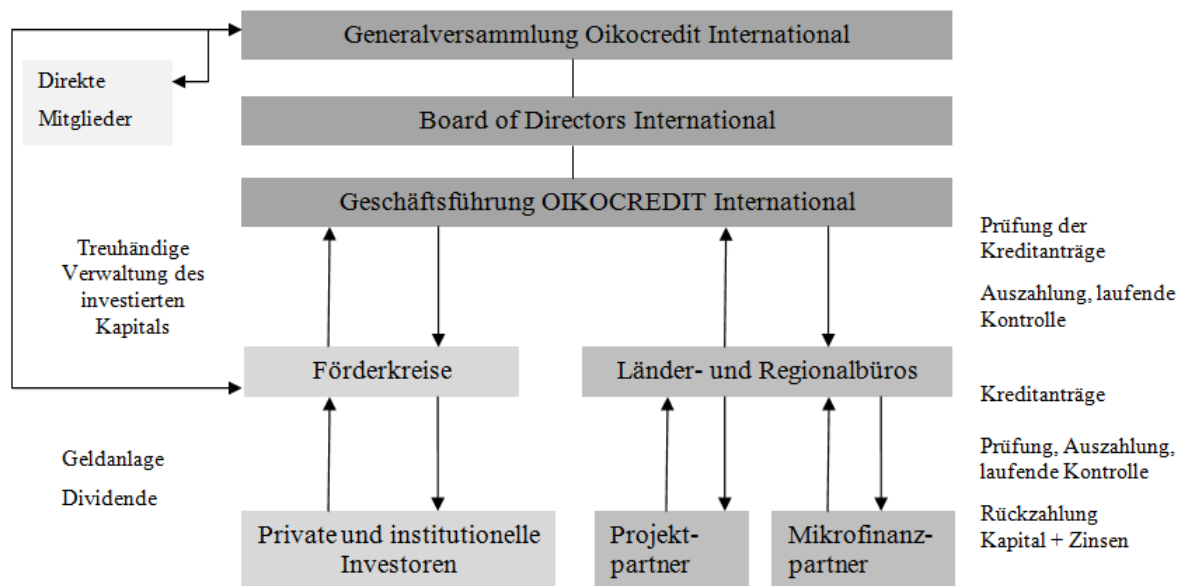 Generalversammlung Oikocredit International
Direkte
Mitglieder
Board of Directors International
Geschäftsführung OIKOCREDIT International
Treuhändige
Verwaltung des
investierten
Kapitals
Prüfung der
Kreditanträge
Auszahlung, laufende
Kontrolle
Förderkreise
Länder- und Regionalbüros
Kreditanträge
Geldanlage
Dividende
Prüfung, Auszahlung,
laufende Kontrolle
Private und institutionelle
Investoren
Projekt-
partner
Mikrofinanz-
partner
Rückzahlung
Kapital + Zinsen